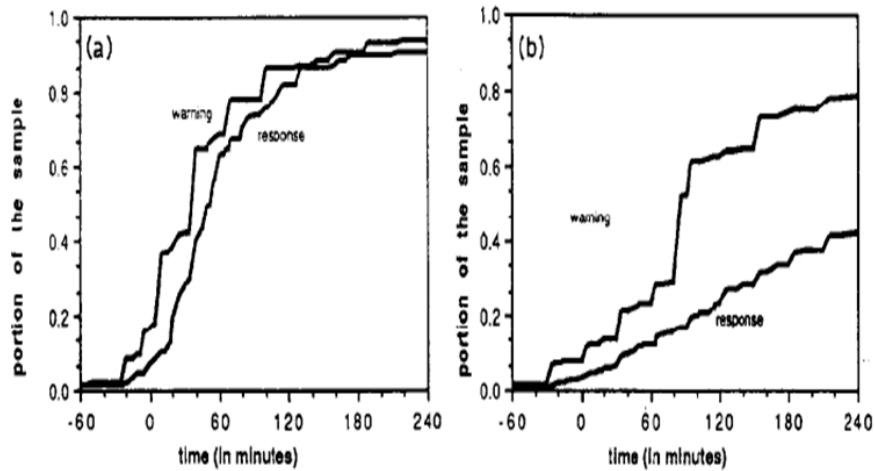 (a)
1.0
0.8
0.6
0.4
0.2
0.0
portion of the sample
warning
response
-60 0 60 120 180 240
time (in minutes)
(b)
1.0
0.8
0.6
0.4
0.2
0.0
portion of the sample
warning
response
-60 0 60 120 180 240
time (in minutes)